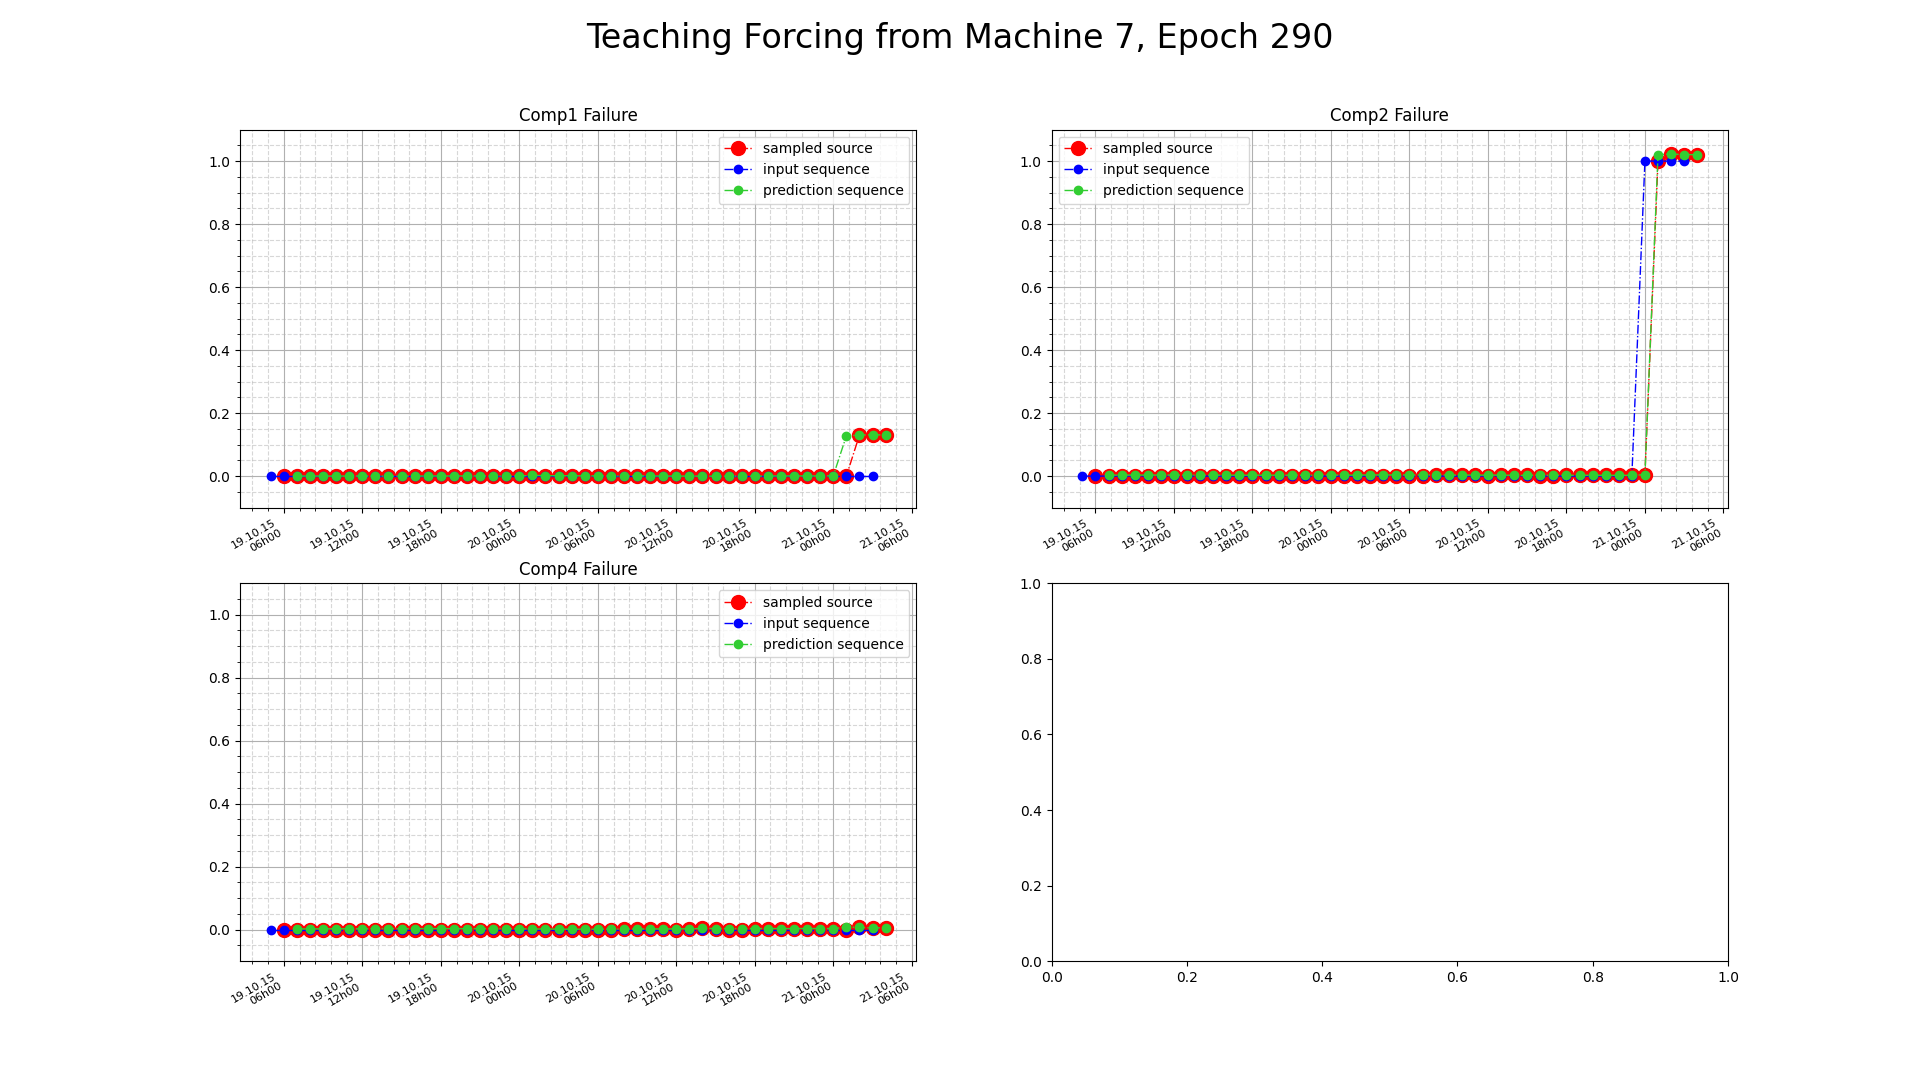 Teaching Forcing from Machine 7, Epoch 290
Comp1 Failure
sampled source
input sequence
prediction sequence
1.0
0.8
0.6
0.4
0.2
0.0
19.10.15
06h00
19.10.15
12h00
19.10.15
18h00
20.10.15
00h00
20.10.15
06h00
20.10.15
12h00
20.10.15
18h00
21.10.15
00h00
21.10.15
06h00
Comp2 Failure
sampled source
input sequence
prediction sequence
1.0
0.8
0.6
0.4
0.2
0.0
19.10.15
06h00
19.10.15
12h00
19.10.15
18h00
20.10.15
00h00
20.10.15
06h00
20.10.15
12h00
20.10.15
18h00
21.10.15
00h00
21.10.15
06h00
Comp4 Failure
sampled source
input sequence
prediction sequence
1.0
0.8
0.6
0.4
0.2
0.0
19.10.15
06h00
19.10.15
12h00
19.10.15
18h00
20.10.15
00h00
20.10.15
06h00
20.10.15
12h00
20.10.15
18h00
21.10.15
00h00
21.10.15
06h00
1.0
0.8
0.6
0.4
0.2
0.0
0.0 0.2 0.4 0.6 0.8 1.0